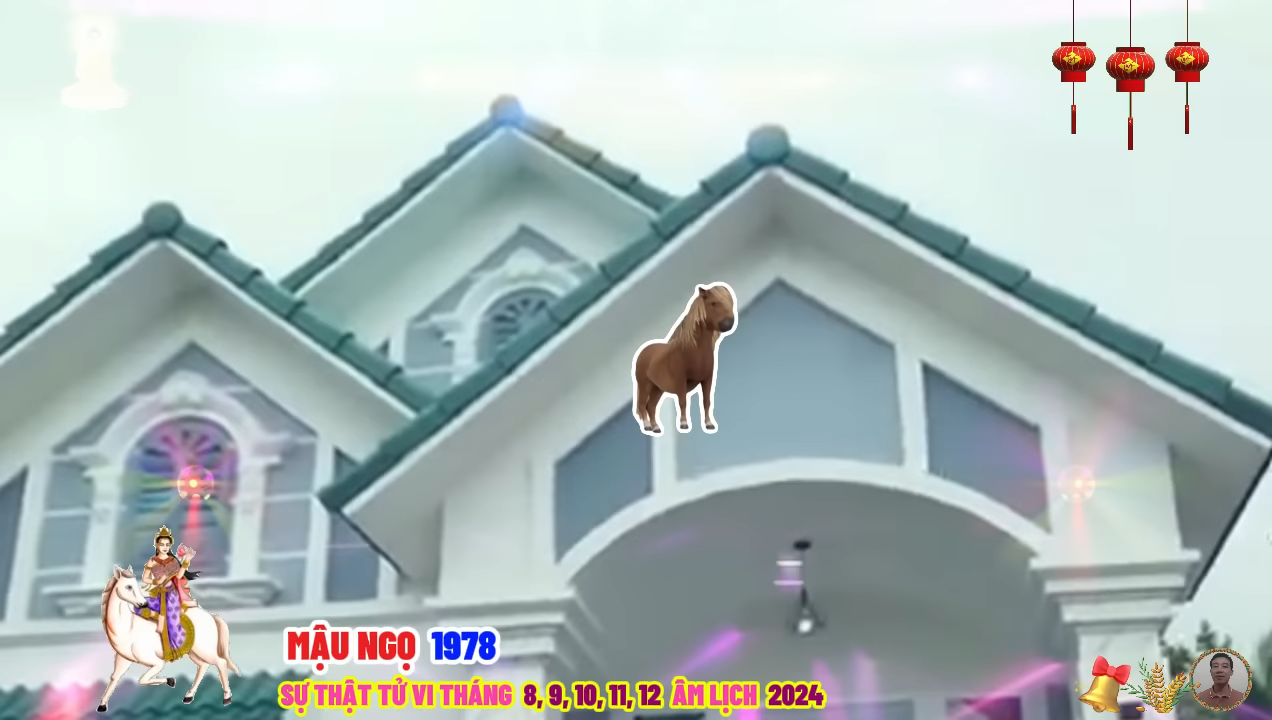 MẬU NGỌ 1978
SỰ THẬT TỬ VI THÁNG 8, 9, 10, 11, 12 ÂM LỊCH 2024